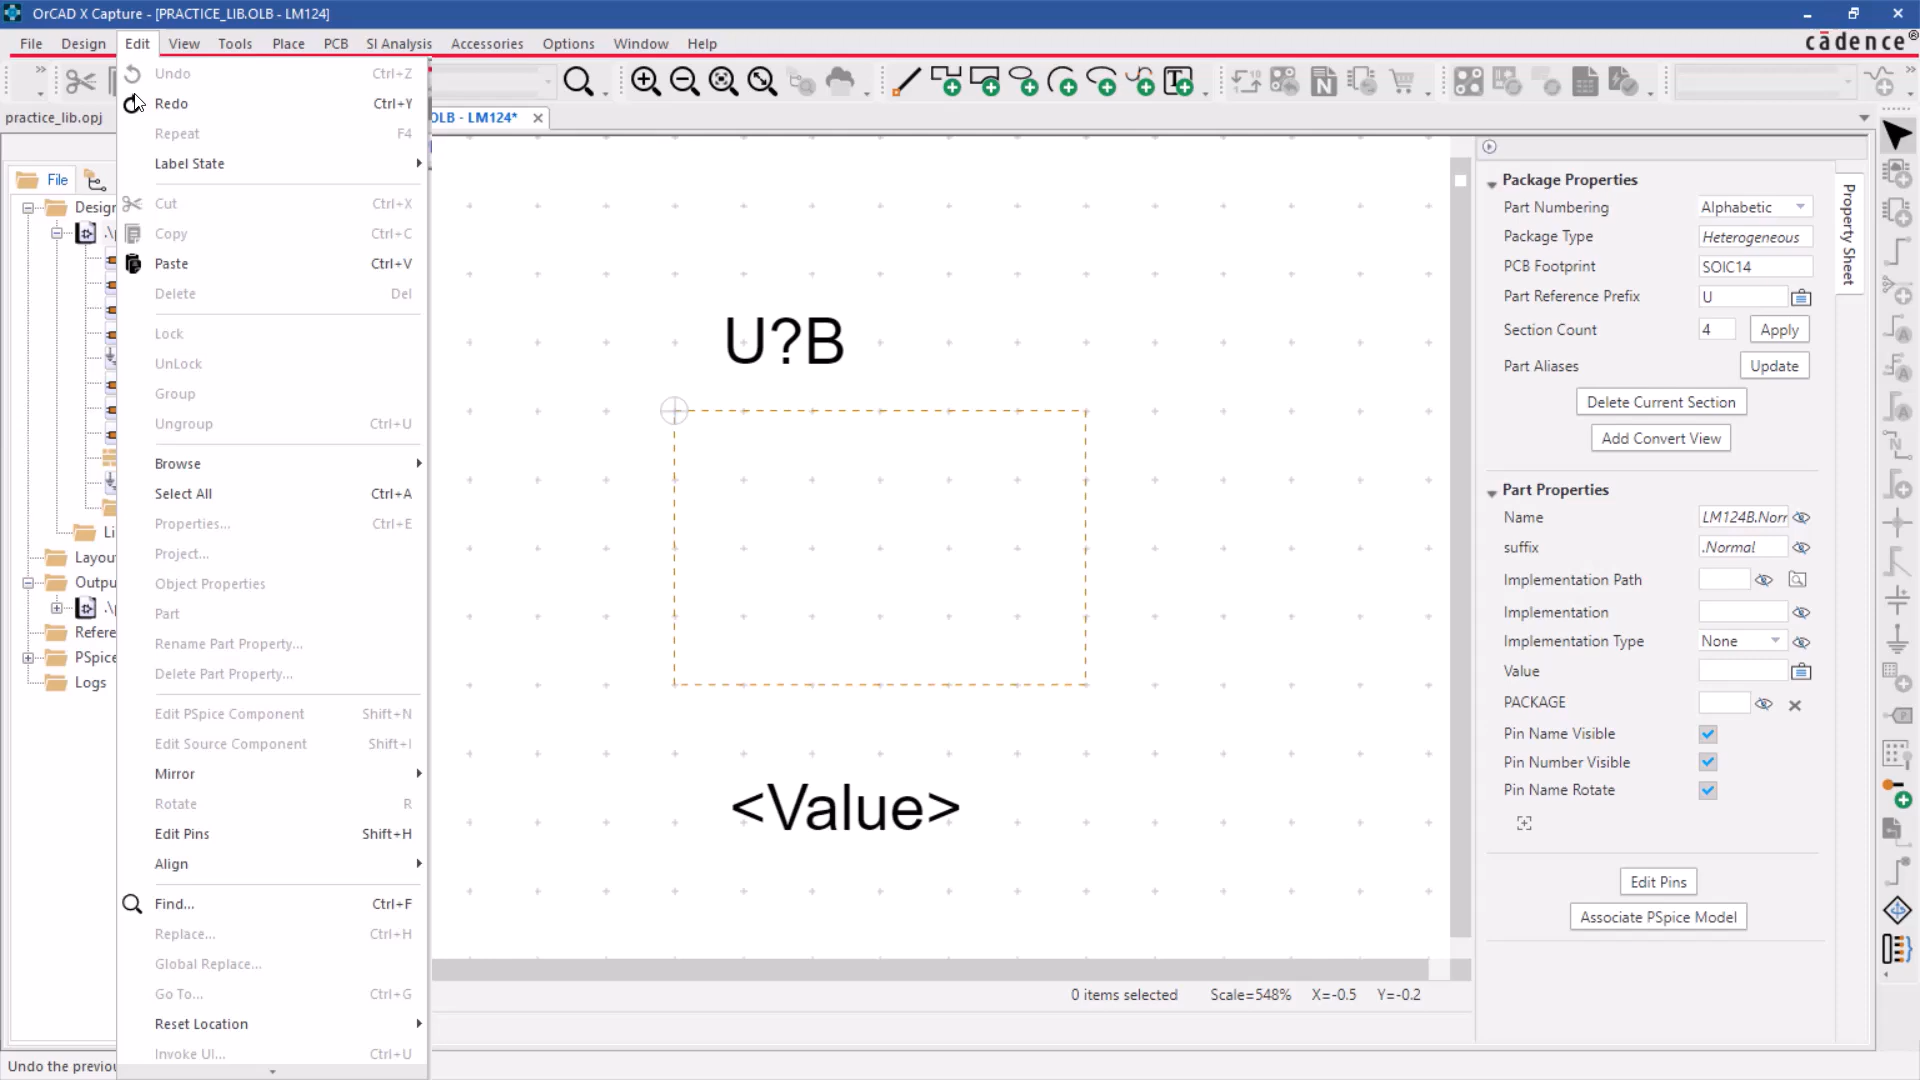 OrCAD X Capture - [PRACTICE_LIB.OLB - LM124]
File Design Edit View Tools Place PCB SI Analysis Accessories Options Window Help
cādence®
practice_lib.opj
OLB - LM124*
File
Undo Ctrl+Z
Redo Ctrl+Y
Repeat F4
Label State
Cut Ctrl+X
Copy Ctrl+C
Paste Ctrl+V
Delete Del
Lock
UnLock
Group
Ungroup Ctrl+U
Browse
Select All Ctrl+A
Properties... Ctrl+E
Project...
Object Properties
Part
Rename Part Property...
Delete Part Property...
Edit PSpice Component Shift+N
Edit Source Component Shift+I
Mirror
Rotate R
Edit Pins Shift+H
Align
Find... Ctrl+F
Replace... Ctrl+H
Global Replace...
Go To... Ctrl+G
Reset Location
Invoke UI... Ctrl+U
Desigr
Li
Layou
Outpu
Refere
PSpice
Logs
U?B
<Value>
Package Properties
Part Numbering Alphabetic
Package Type Heterogeneous
PCB Footprint SOIC14
Part Reference Prefix U
Section Count 4 Apply
Part Aliases Update
Delete Current Section
Add Convert View
Part Properties
Name LM124B.Norr
suffix .Normal
Implementation Path
Implementation
Implementation Type None
Value
PACKAGE
Pin Name Visible
Pin Number Visible
Pin Name Rotate
Edit Pins
Associate PSpice Model
Property Sheet
0 items selected Scale=548% X=-0.5 Y=-0.2
Undo the previou